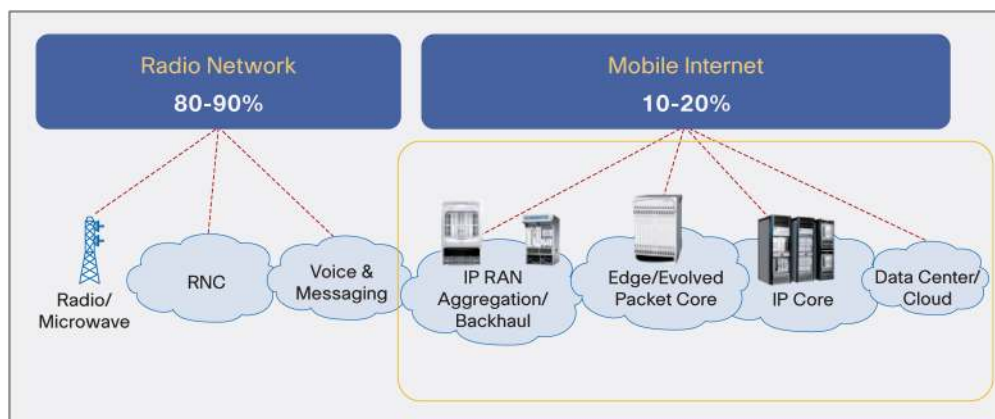 Radio Network
80-90%
Mobile Internet
10-20%
Radio/
Microwave
RNC
Voice &
Messaging
IP RAN
Aggregation/
Backhaul
Edge/Evolved
Packet Core
IP Core
Data Center/
Cloud